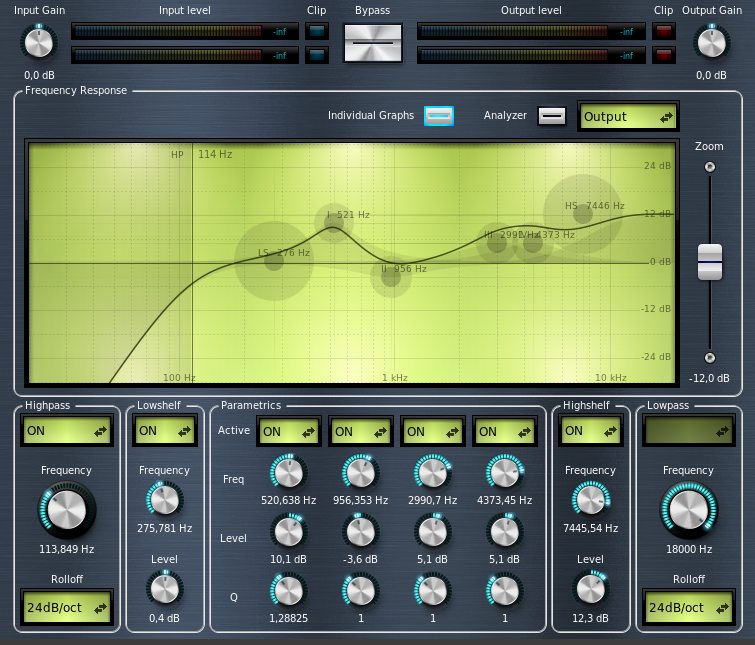 Input Gain
Input level
Clip
Bypass
Output level
Clip
Output Gain
-inf
-inf
-inf
-inf
0,0 dB
0,0 dB
Frequency Response
Individual Graphs
Analyzer
Output
Zoom
HP
114 Hz
24 dB
HS 7446 Hz
I 521 Hz
12 dB
III 2991
4373 Hz
LS 276 Hz
II 956 Hz
0 dB
-12 dB
-24 dB
100 Hz
1 kHz
10 kHz
-12,0 dB
Highpass
Lowshelf
Parametrics
Highshelf
Lowpass
ON
ON
Active
ON
ON
ON
ON
ON
Frequency
Frequency
Freq
Frequency
Frequency
520,638 Hz
956,353 Hz
2990,7 Hz
4373,45 Hz
275,781 Hz
7445,54 Hz
113,849 Hz
18000 Hz
Level
Level
Level
10,1 dB
-3,6 dB
5,1 dB
5,1 dB
Rolloff
Rolloff
24dB/oct
Q
24dB/oct
0,4 dB
1,28825
1
1
1
12,3 dB